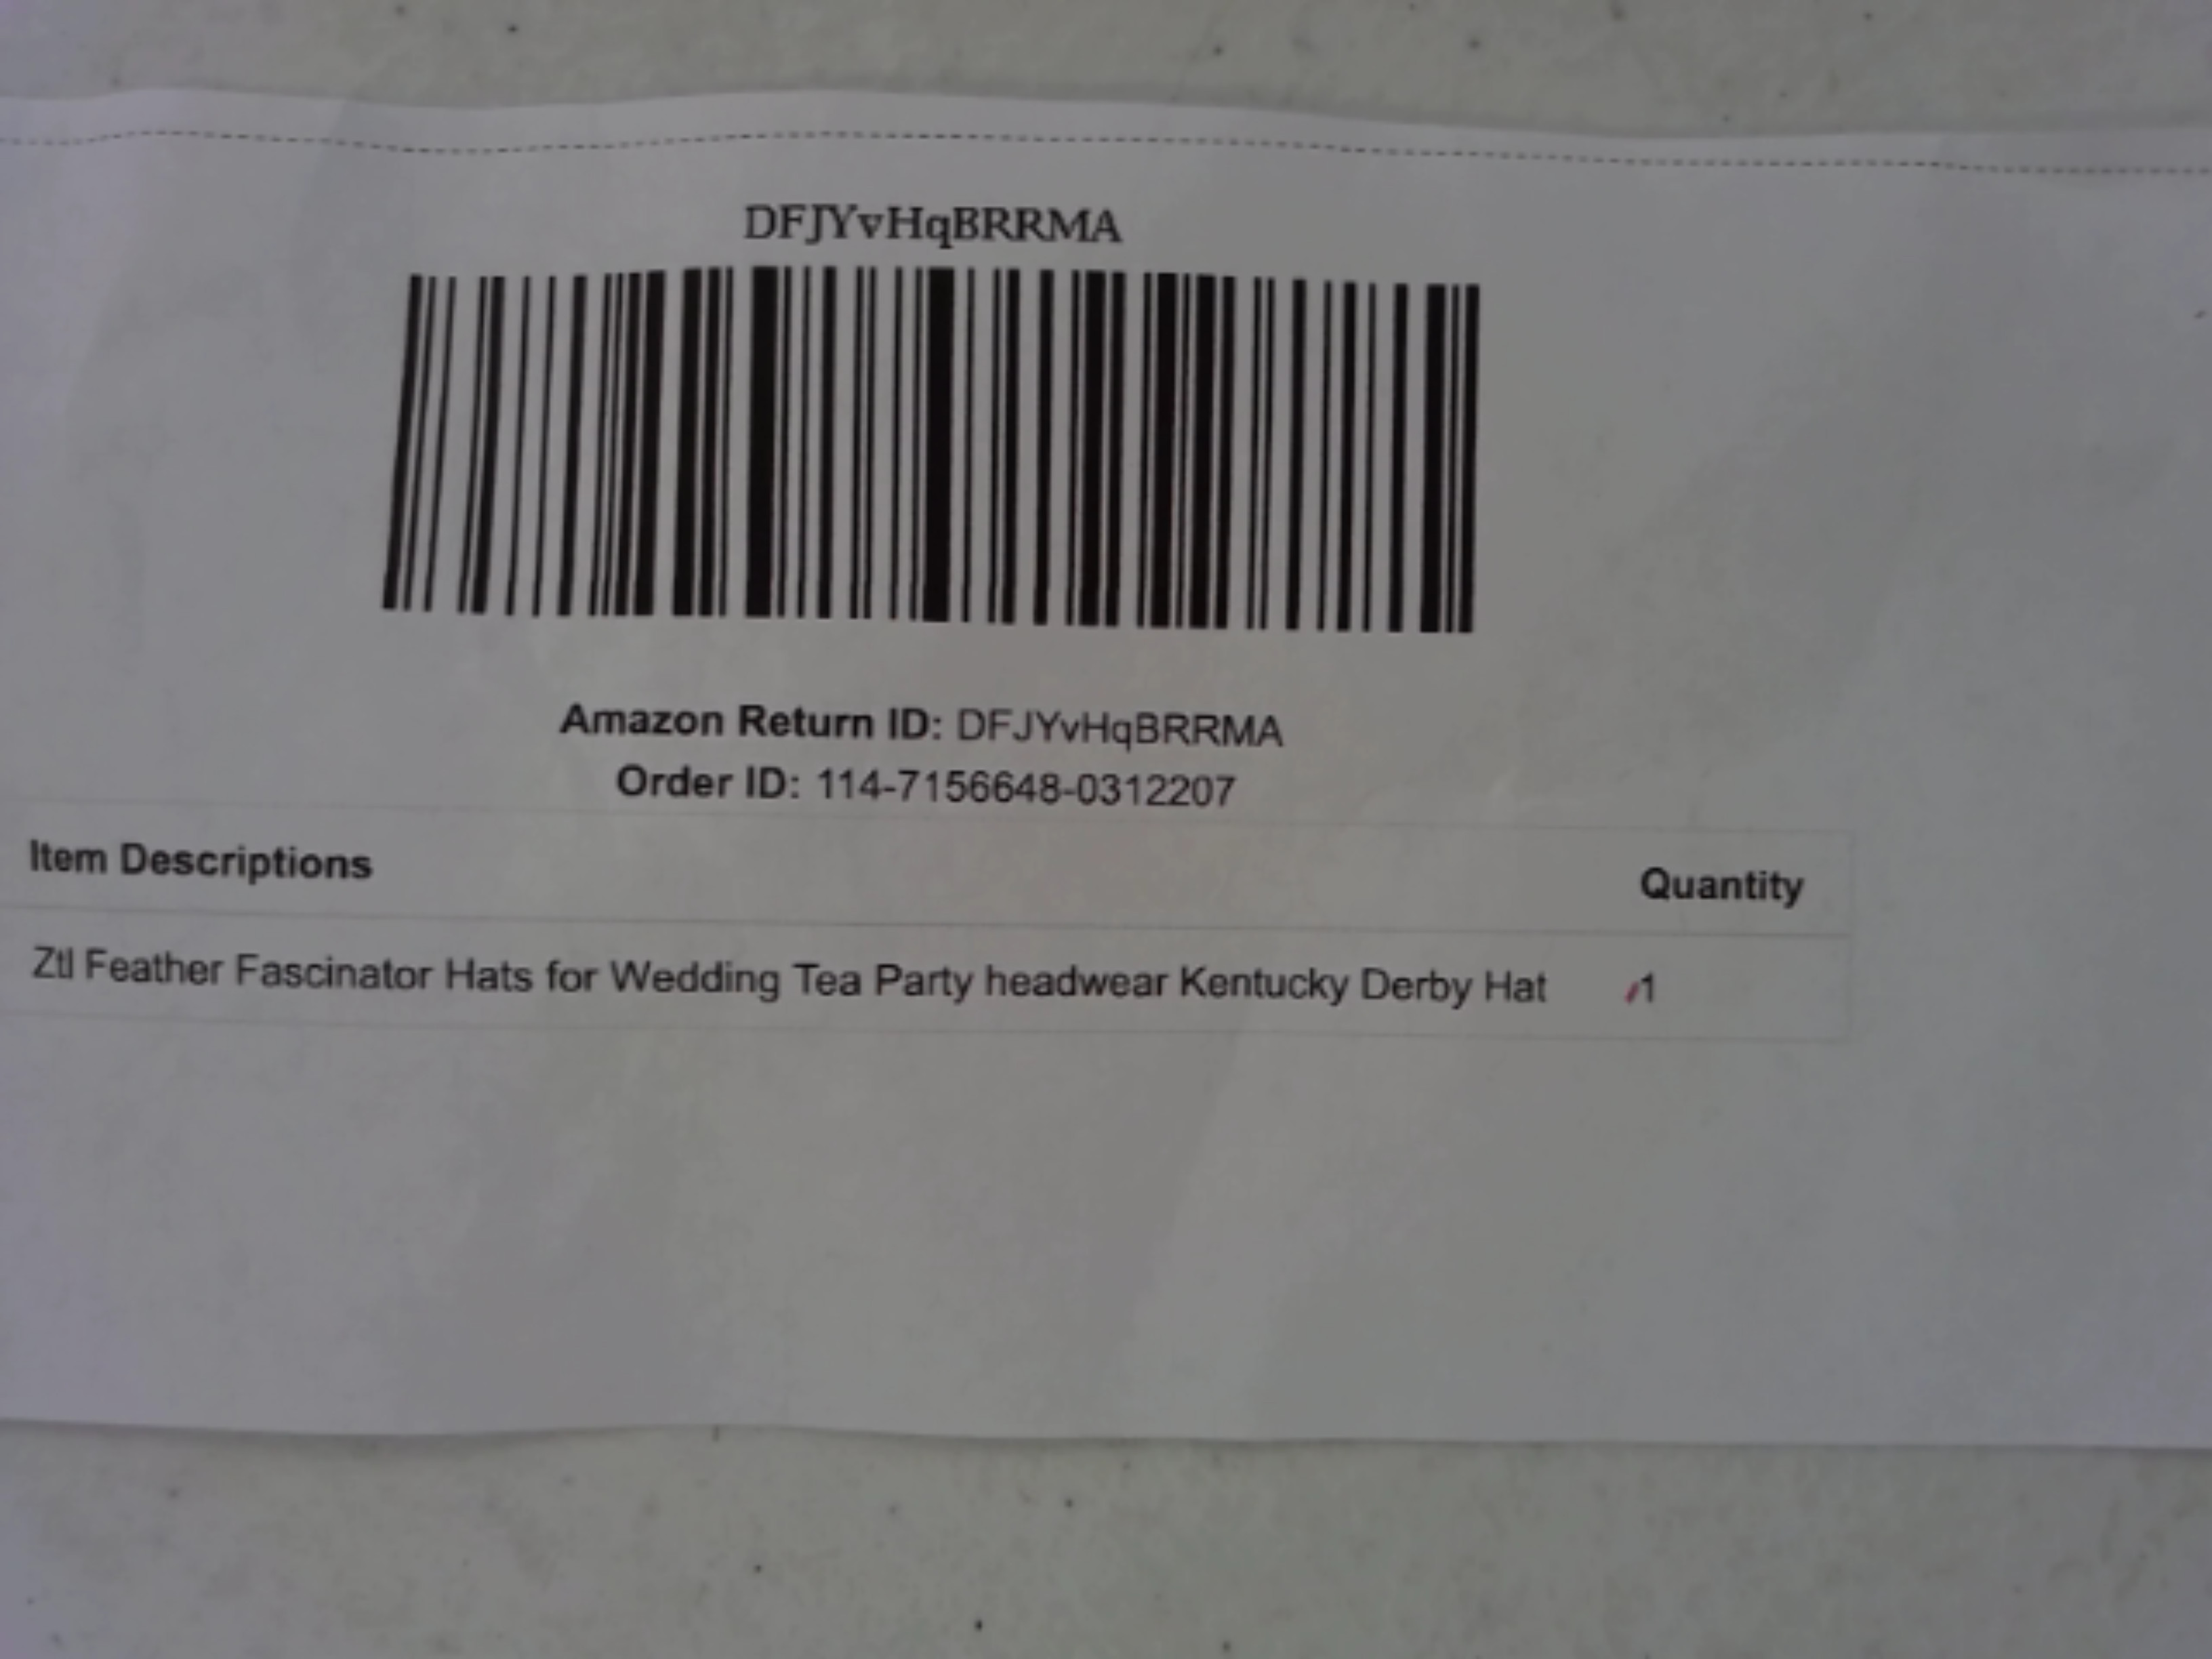 DFJYvHqBRRMA
Amazon Return ID: DFJYvHqBRRMA
Order ID: 114-7156648-0312207
Item Descriptions Quantity
Ztl Feather Fascinator Hats for Wedding Tea Party headwear Kentucky Derby Hat 1